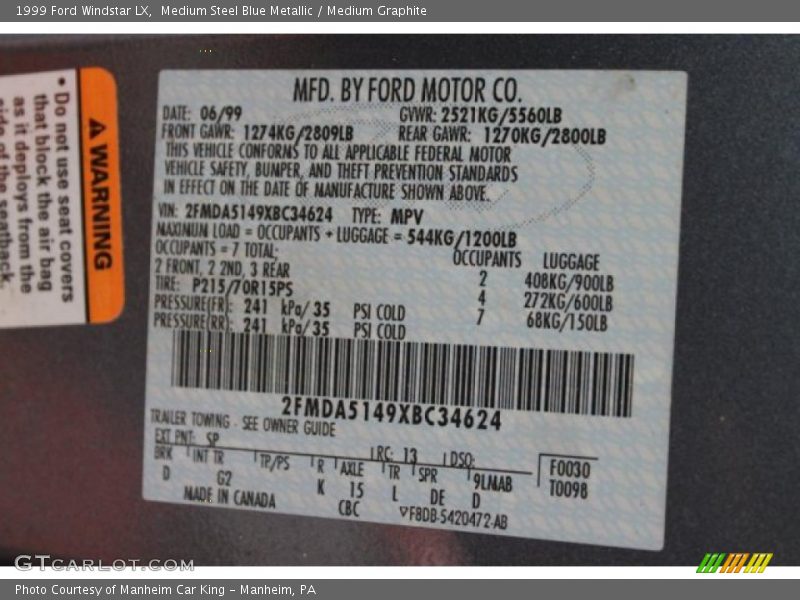 1999 Ford Windstar LX, Medium Steel Blue Metallic / Medium Graphite
WARNING
• Do not use seat covers
that block the air bag
as it deploys from the
side of the seatback.
MFD. BY FORD MOTOR CO.
DATE: 06/99 GVWR: 2521KG/5560LB
FRONT GAWR: 1274KG/2809LB REAR GAWR: 1270KG/2800LB
THIS VEHICLE CONFORMS TO ALL APPLICABLE FEDERAL MOTOR
VEHICLE SAFETY, BUMPER, AND THEFT PREVENTION STANDARDS
IN EFFECT ON THE DATE OF MANUFACTURE SHOWN ABOVE.
VIN: 2FMDA5149XBC34624 TYPE: MPV
MAXIMUM LOAD = OCCUPANTS + LUGGAGE = 544KG/1200LB
OCCUPANTS = 7 TOTAL; OCCUPANTS LUGGAGE
2 FRONT, 2 2ND, 3 REAR 2 408KG/900LB
TIRE: P215/70R15PS 4 272KG/600LB
PRESSURE(FR): 241 kPa/ 35 PSI COLD 7 68KG/150LB
PRESSURE(RR): 241 kPa/ 35 PSI COLD
2FMDA5149XBC34624
TRAILER TOWING - SEE OWNER GUIDE
EXT PNT: SP RC: 13 DSO:
BRK INT TR TP/PS R AXLE TR SPR 9LMAB F0030
D G2 K 15 L DE D T0098
MADE IN CANADA CBC ▽F8DB-5420472-AB
GTCARLOT.COM
Photo Courtesy of Manheim Car King – Manheim, PA